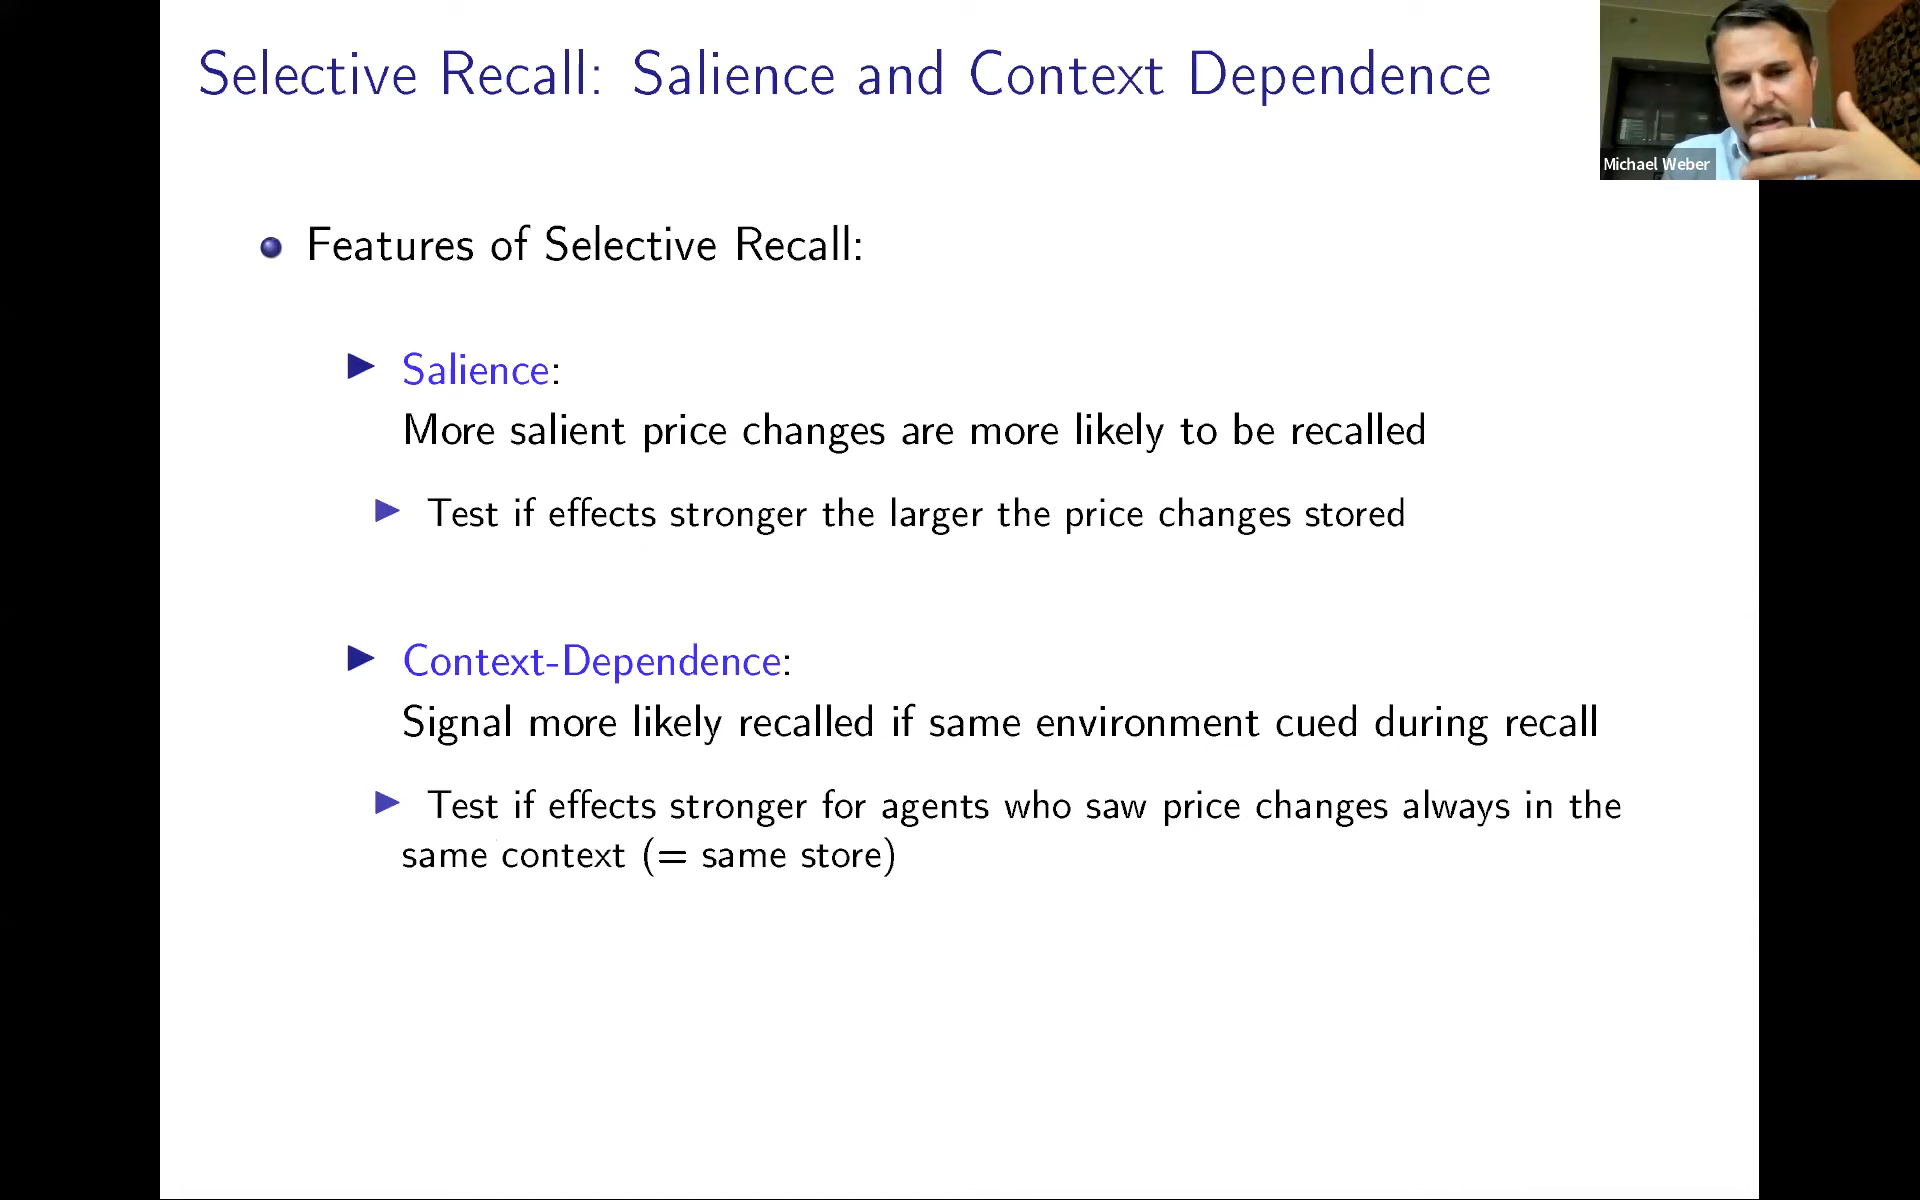 Selective Recall: Salience and Context Dependence
Michael Weber
Features of Selective Recall:
Salience:
More salient price changes are more likely to be recalled
Test if effects stronger the larger the price changes stored
Context-Dependence:
Signal more likely recalled if same environment cued during recall
Test if effects stronger for agents who saw price changes always in the
same context (= same store)